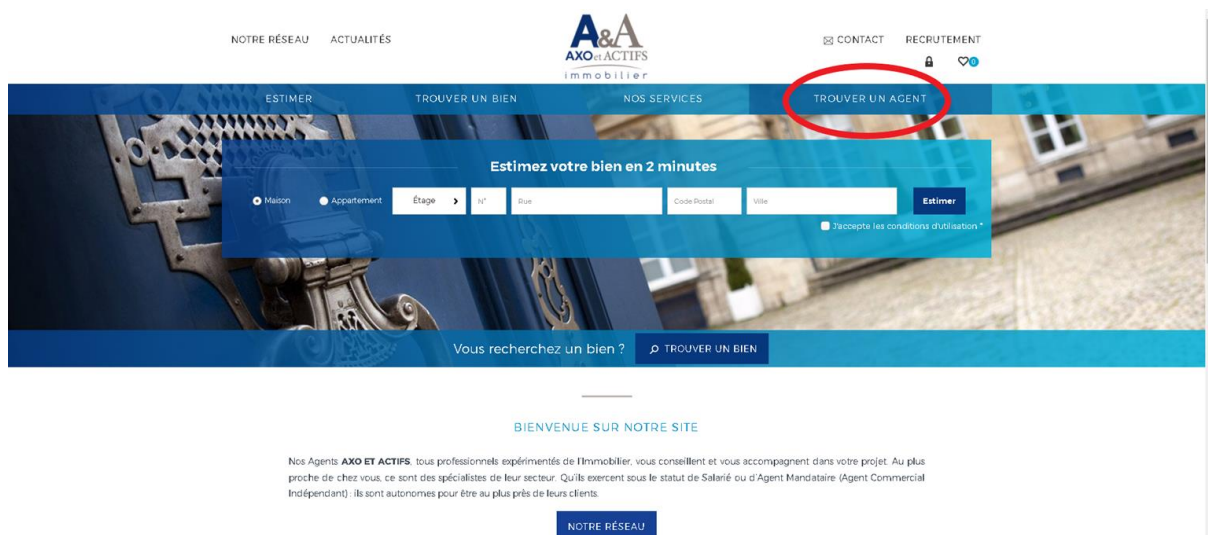 NOTRE RÉSEAU ACTUALITÉS
A&A
AXO et ACTIFS
immobilier
CONTACT RECRUTEMENT
0
ESTIMER TROUVER UN BIEN NOS SERVICES TROUVER UN AGENT
Estimez votre bien en 2 minutes
Maison Appartement Étage N° Rue Code Postal Ville Estimer
J'accepte les conditions d'utilisation *
Vous recherchez un bien ? TROUVER UN BIEN
BIENVENUE SUR NOTRE SITE
Nos Agents AXO ET ACTIFS, tous professionnels expérimentés de l'Immobilier, vous conseillent et vous accompagnent dans votre projet. Au plus
proche de chez vous, ce sont des spécialistes de leur secteur. Qu'ils exercent sous le statut de Salarié ou d'Agent Mandataire (Agent Commercial
Indépendant) : ils sont autonomes pour être au plus près de leurs clients.
NOTRE RÉSEAU